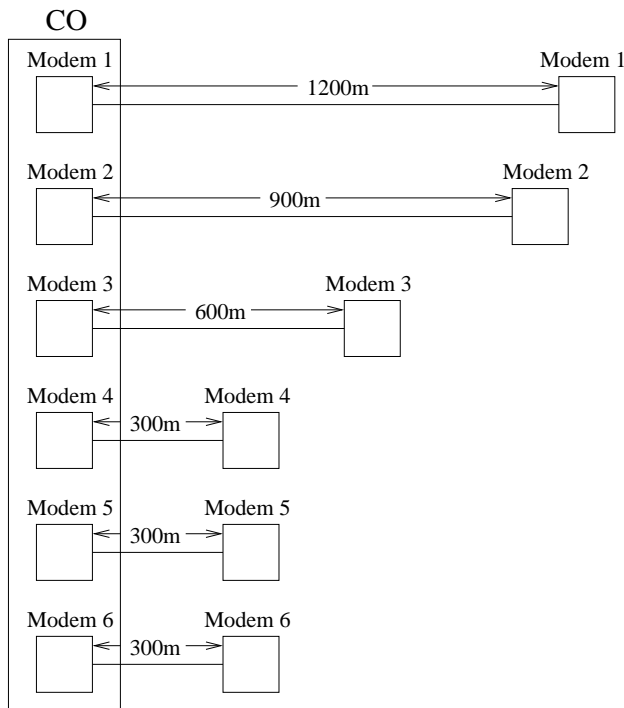 CO
Modem 1 Modem 1
1200m
Modem 2 Modem 2
900m
Modem 3 Modem 3
600m
Modem 4 Modem 4
300m
Modem 5 Modem 5
300m
Modem 6 Modem 6
300m